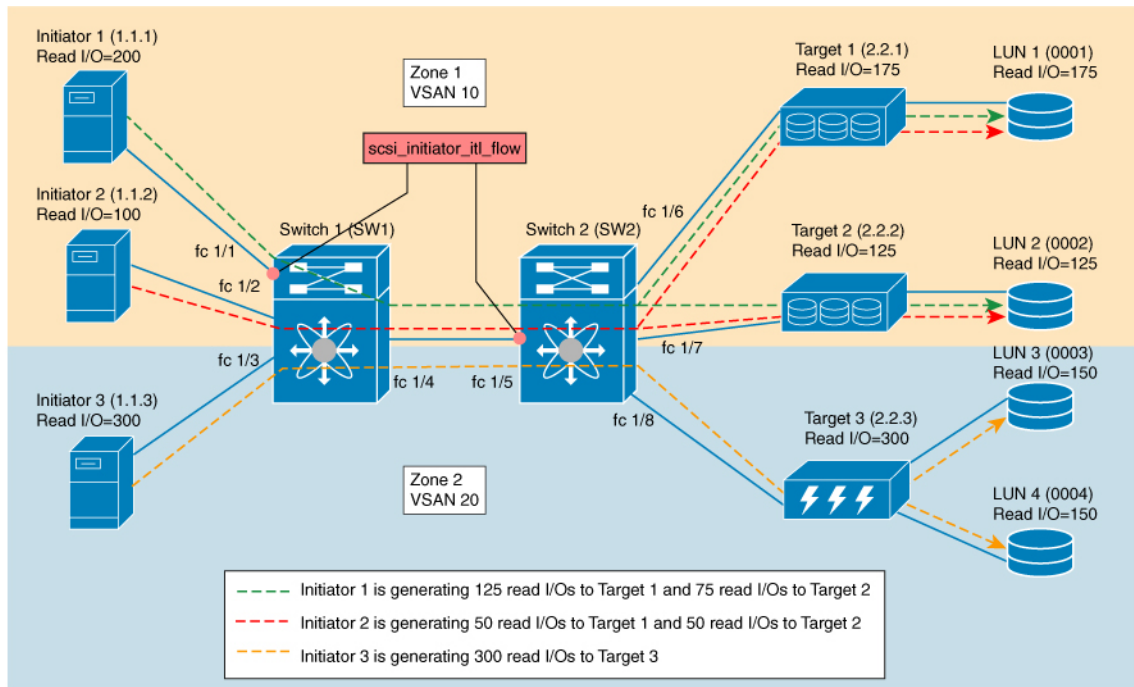 Initiator 1 (1.1.1)
Read I/O=200
Zone 1
VSAN 10
Target 1 (2.2.1)
Read I/O=175
LUN 1 (0001)
Read I/O=175
scsi_initiator_itl_flow
Initiator 2 (1.1.2)
Read I/O=100
fc 1/1
Switch 1 (SW1)
Switch 2 (SW2)
fc 1/6
Target 2 (2.2.2)
Read I/O=125
LUN 2 (0002)
Read I/O=125
fc 1/2
fc 1/3
fc 1/4
fc 1/5
fc 1/7
LUN 3 (0003)
Read I/O=150
Initiator 3 (1.1.3)
Read I/O=300
fc 1/8
Target 3 (2.2.3)
Read I/O=300
Zone 2
VSAN 20
LUN 4 (0004)
Read I/O=150
Initiator 1 is generating 125 read I/Os to Target 1 and 75 read I/Os to Target 2
Initiator 2 is generating 50 read I/Os to Target 1 and 50 read I/Os to Target 2
Initiator 3 is generating 300 read I/Os to Target 3